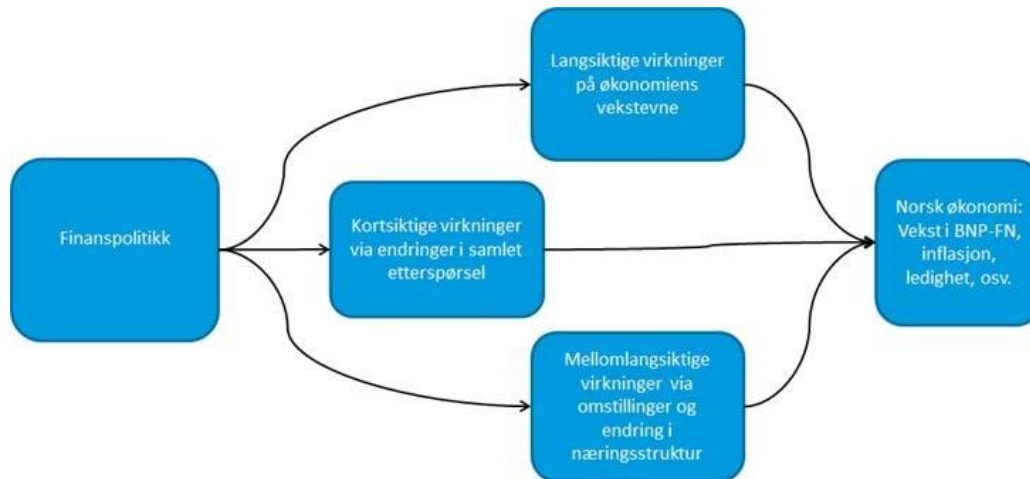 Finanspolitikk
Langsiktige virkninger
på økonomiens
vekstevne
Kortsiktige virkninger
via endringer i samlet
etterspørsel
Mellomlangsiktige
virkninger via
omstillinger og
endring i
næringsstruktur
Norsk økonomi:
Vekst i BNP-FN,
inflasjon,
ledighet, osv.